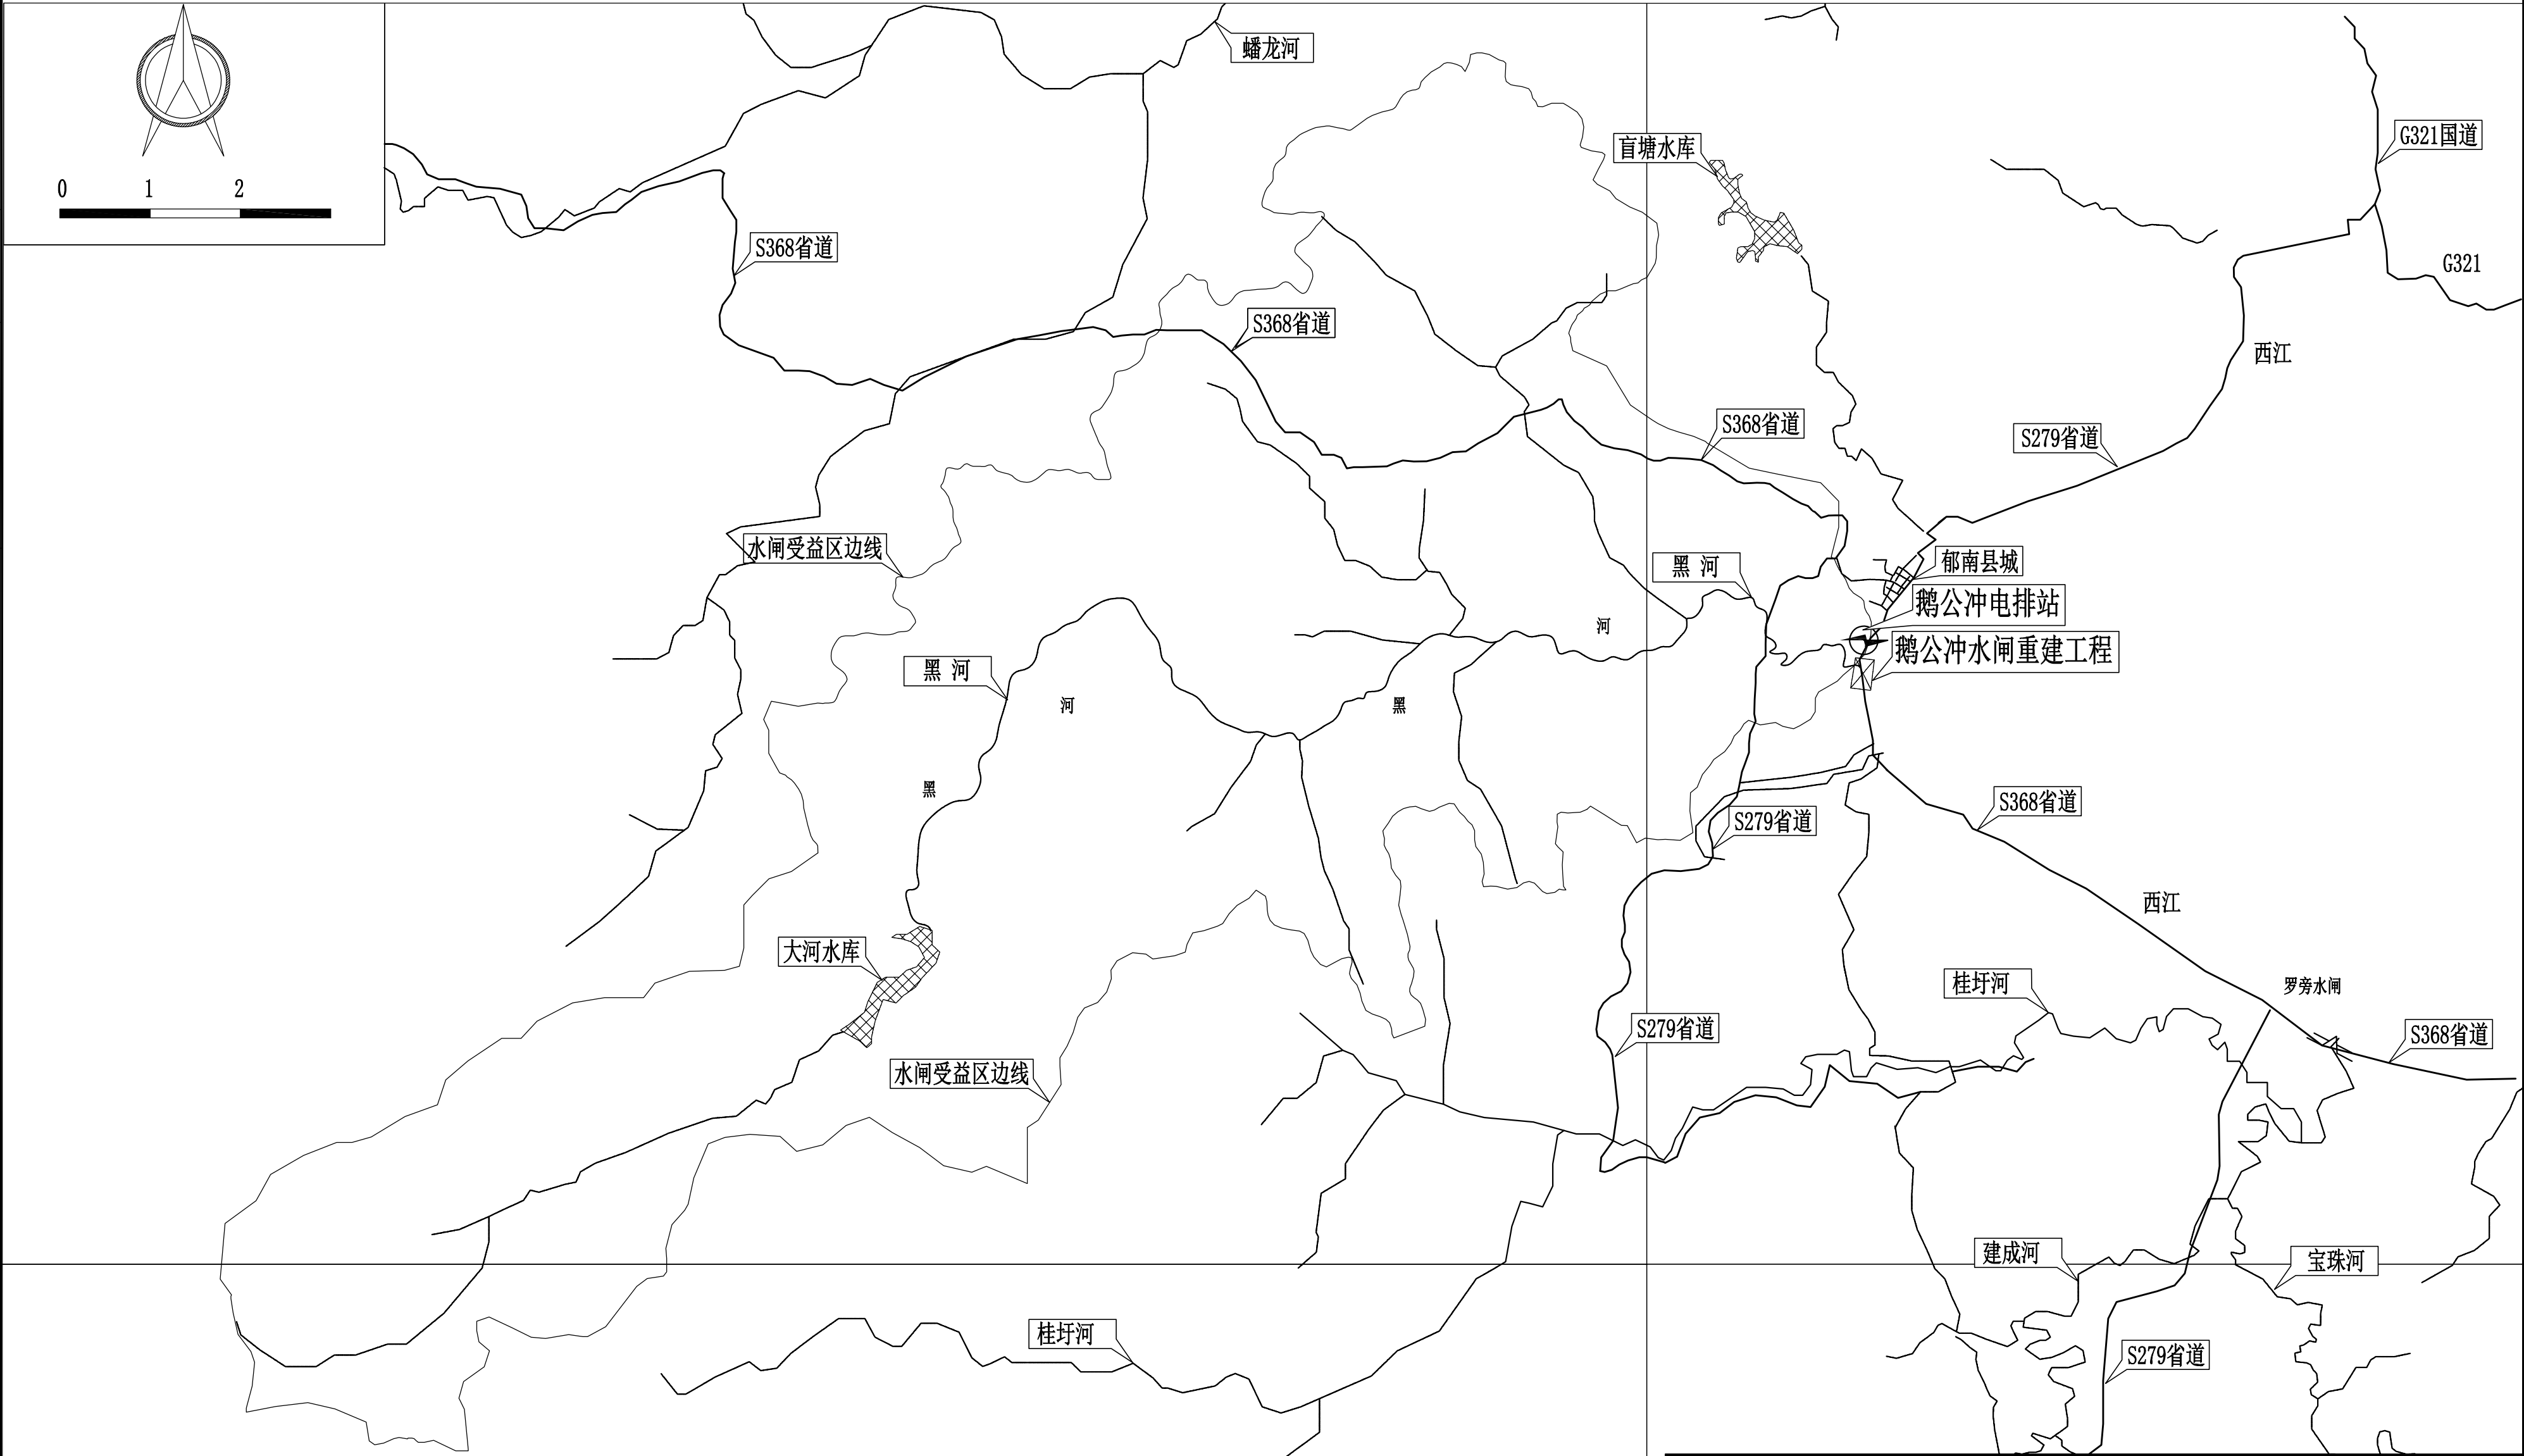 蟠龙河
盲塘水库
G321国道
0 1 2
S368省道
G321
S368省道
西江
S368省道
S279省道
水闸受益区边线
黑 河
郁南县城
鹅公冲电排站
河
鹅公冲水闸重建工程
黑 河
河
黑
黑
S368省道
S279省道
西江
大河水库
桂圩河
罗旁水闸
S279省道
S368省道
水闸受益区边线
建成河
宝珠河
桂圩河
S279省道